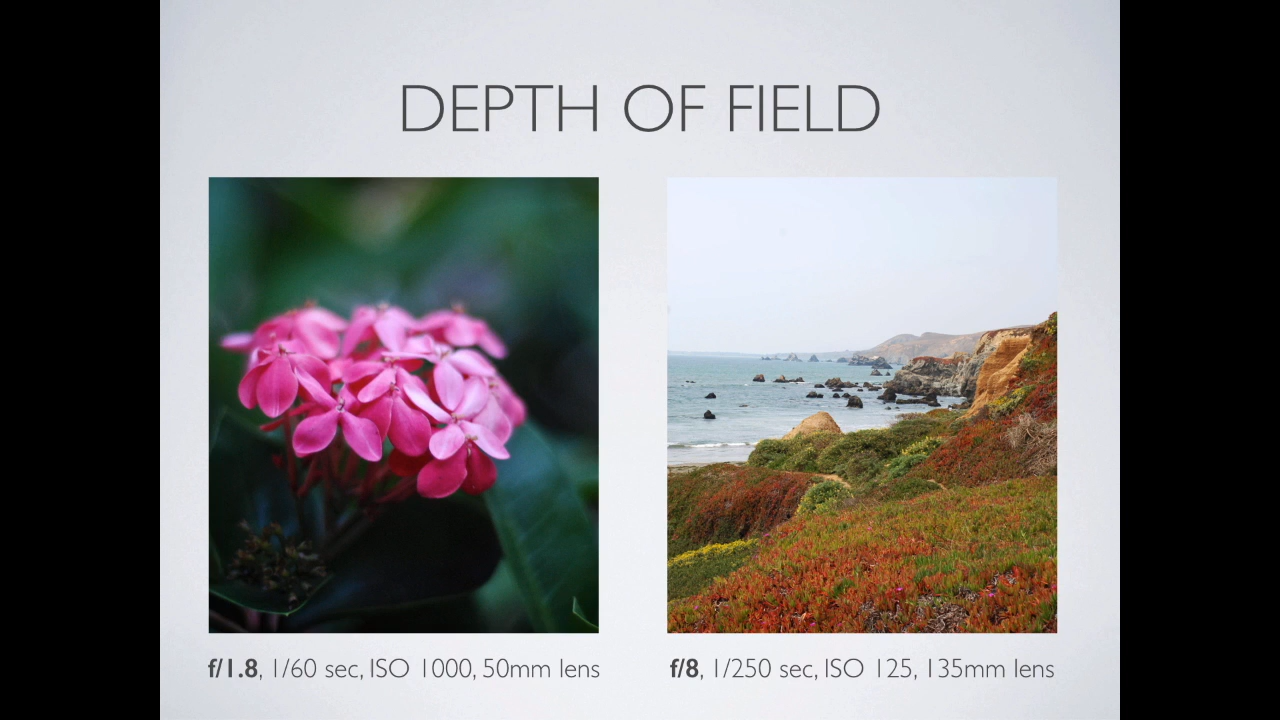 DEPTH OF FIELD
f/1.8, 1/60 sec, ISO 1000, 50mm lens
f/8, 1/250 sec, ISO 125, 135mm lens